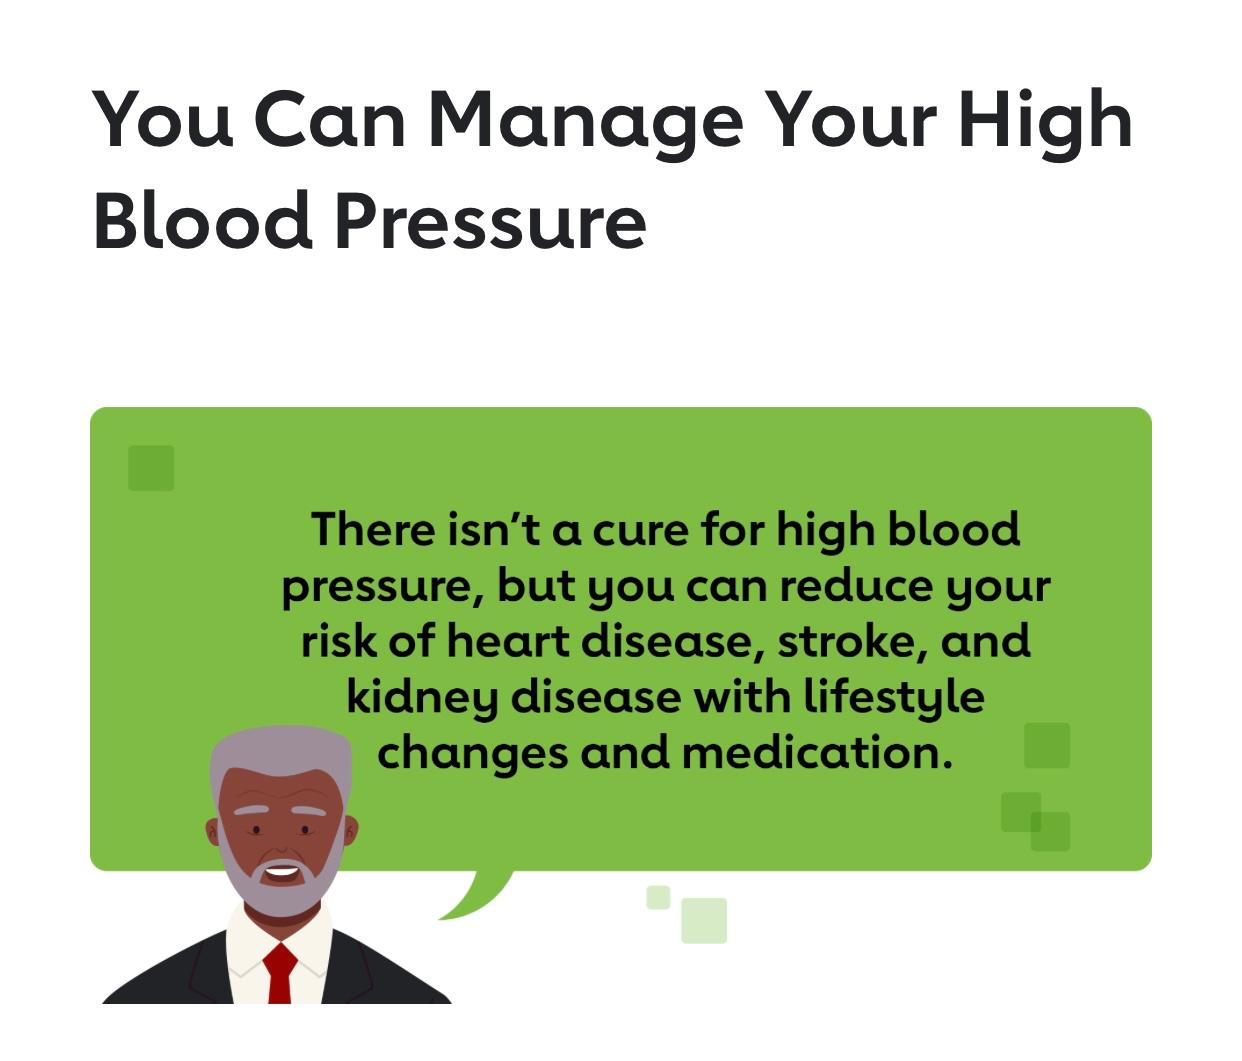 You Can Manage Your High
Blood Pressure
There isn’t a cure for high blood
pressure, but you can reduce your
risk of heart disease, stroke, and
kidney disease with lifestyle
changes and medication.